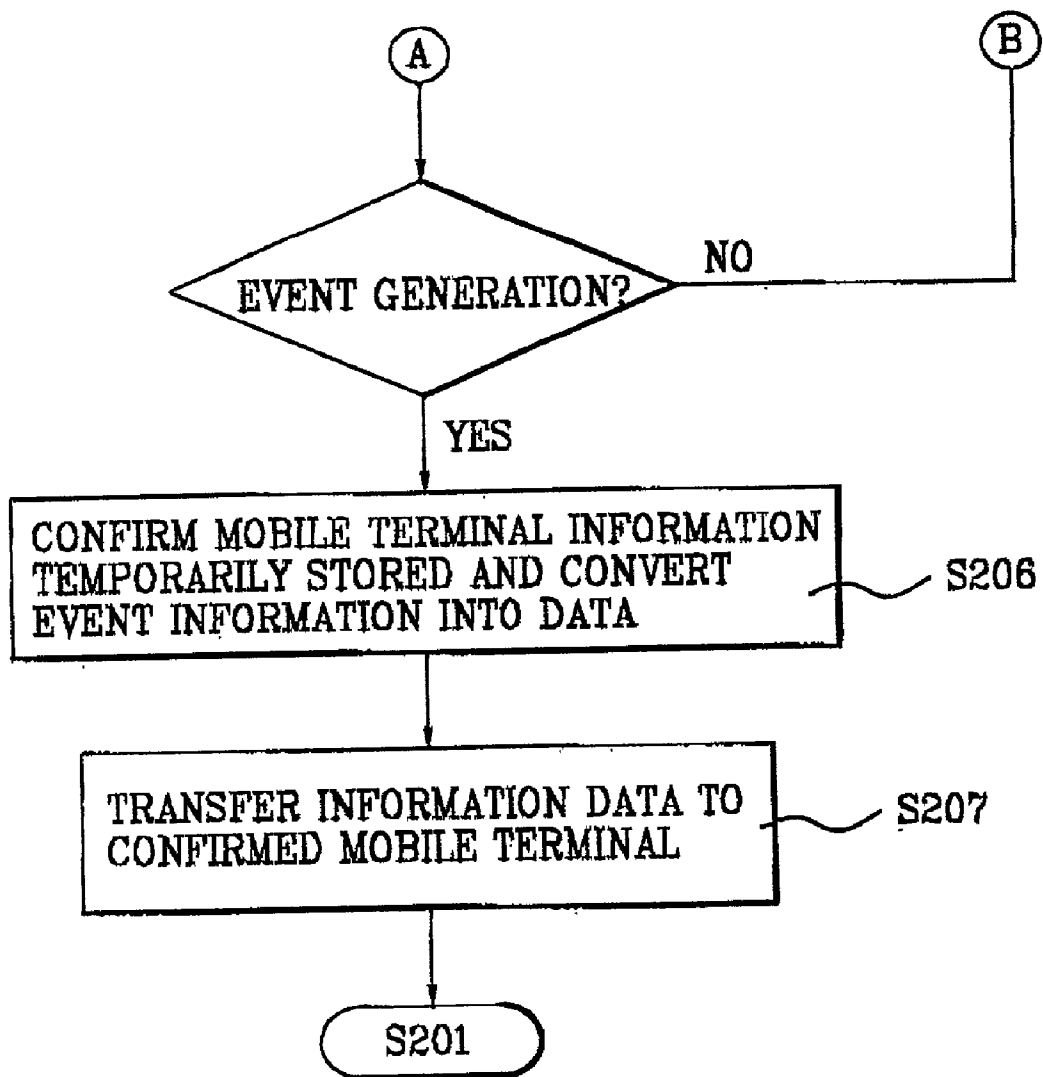 A
B
EVENT GENERATION?
NO
YES
CONFIRM MOBILE TERMINAL INFORMATION
TEMPORARILY STORED AND CONVERT
EVENT INFORMATION INTO DATA
S206
TRANSFER INFORMATION DATA TO
CONFIRMED MOBILE TERMINAL
S207
S201